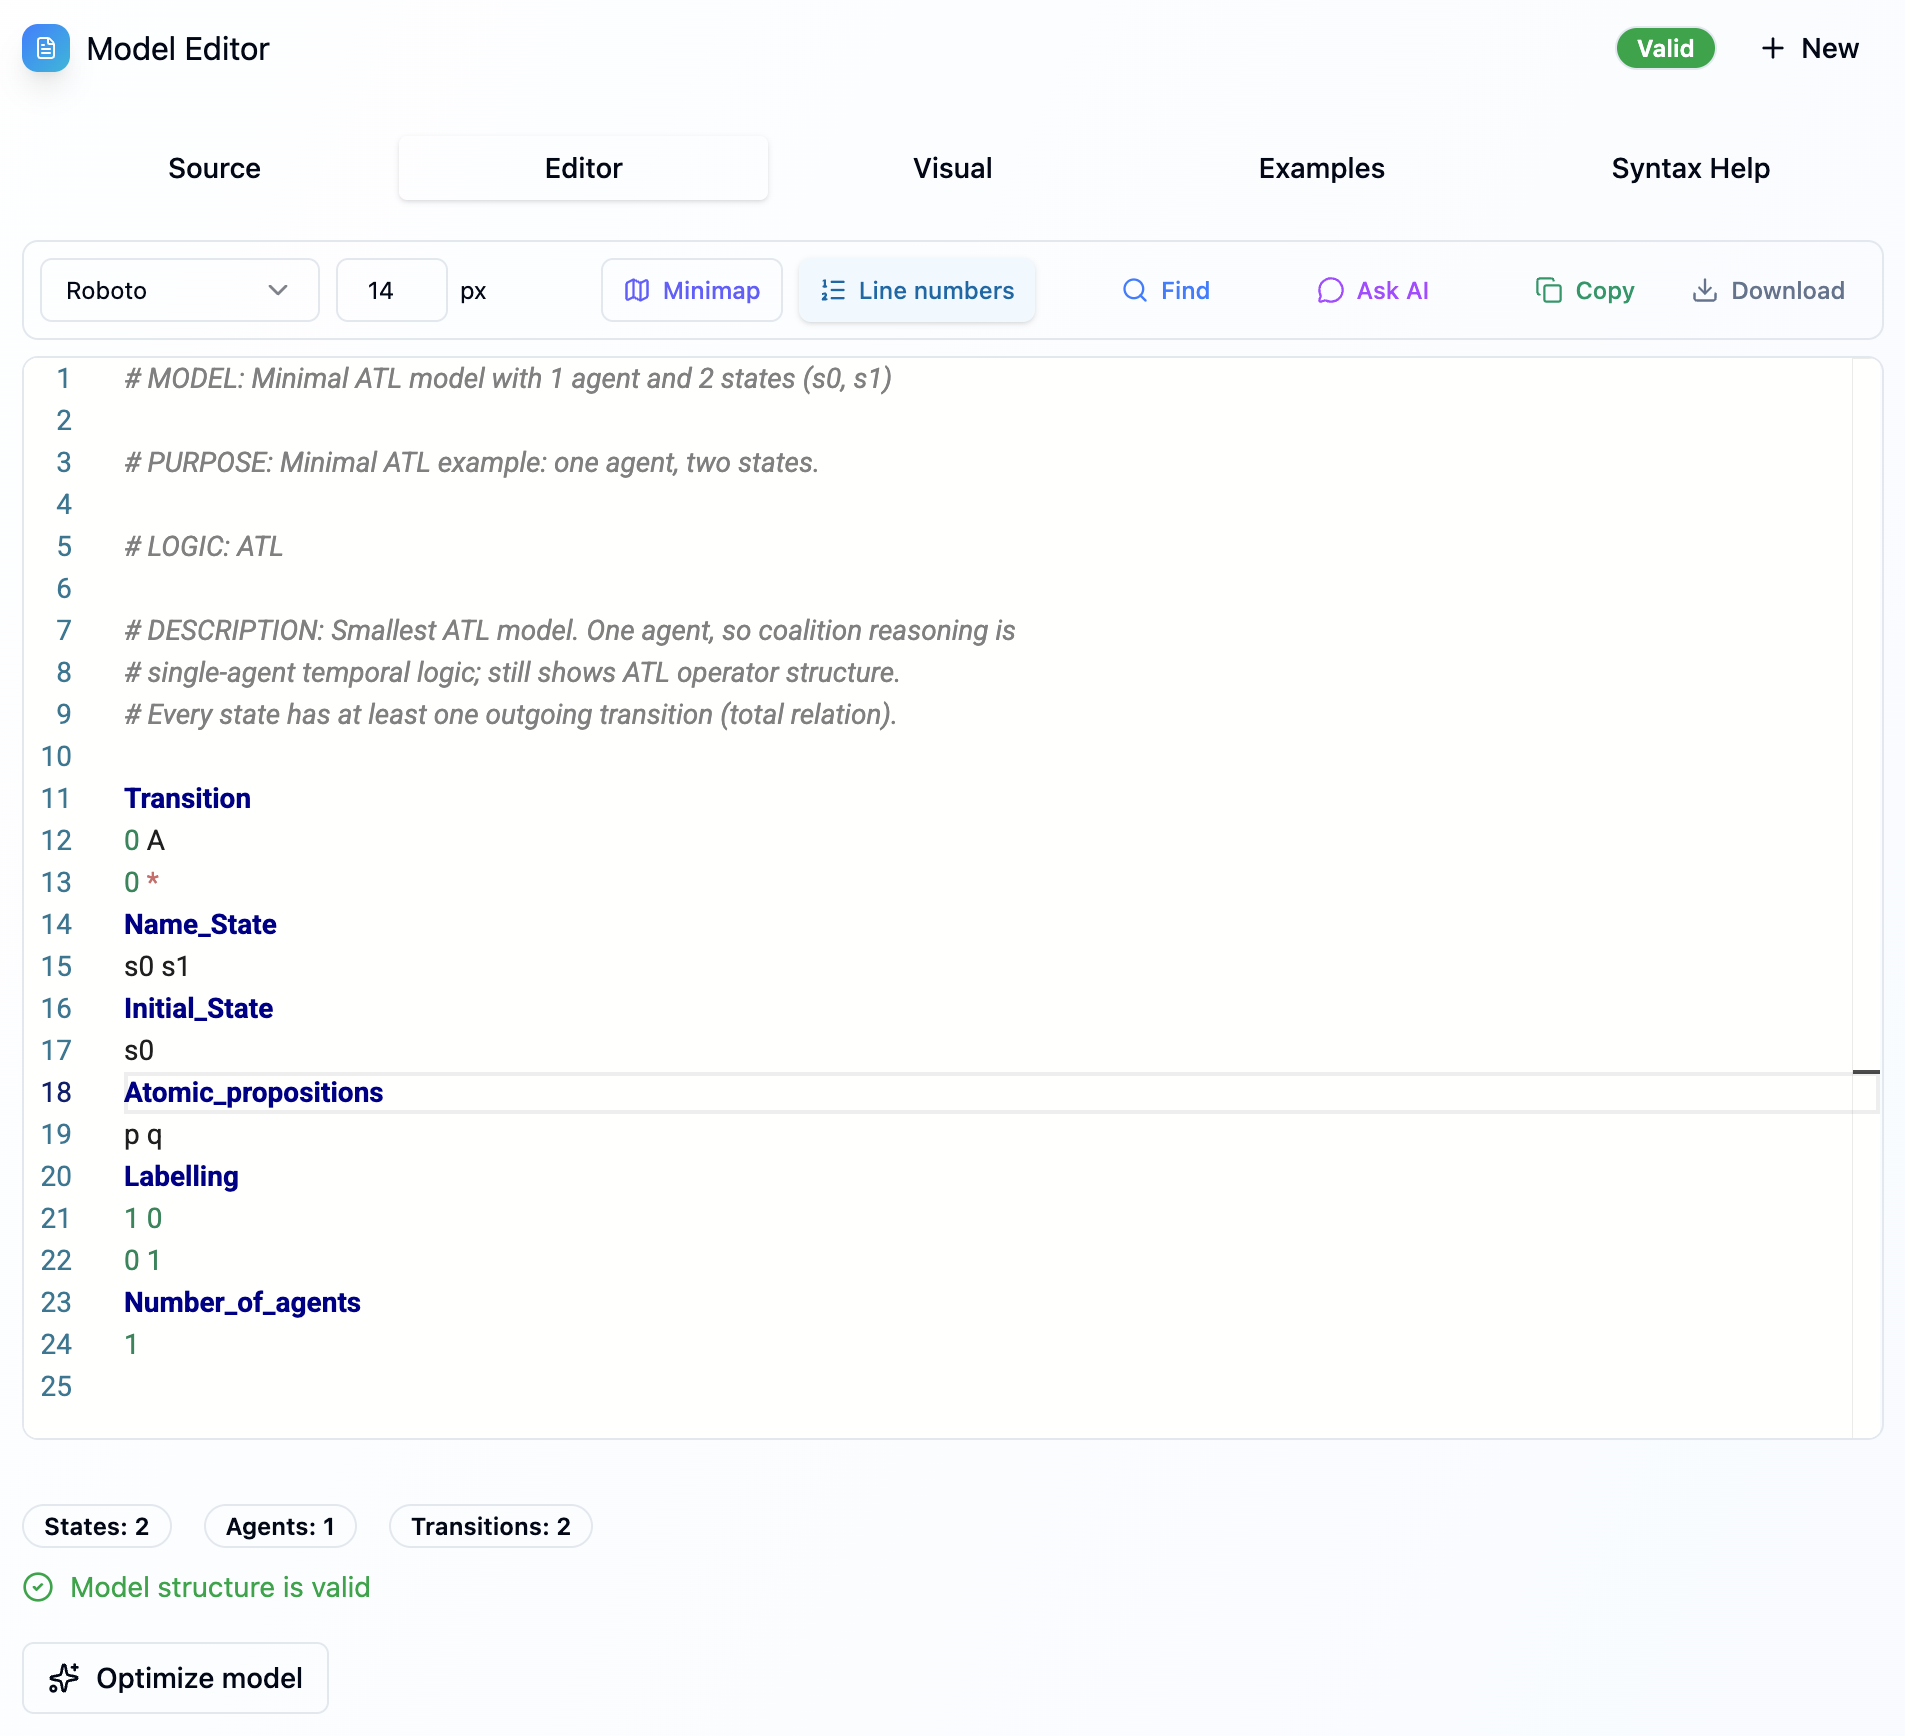 Model Editor
Valid
New
Source
Editor
Visual
Examples
Syntax Help
Roboto
14
px
Minimap
Line numbers
Find
Ask AI
Copy
Download
1 # MODEL: Minimal ATL model with 1 agent and 2 states (s0, s1)
2
3 # PURPOSE: Minimal ATL example: one agent, two states.
4
5 # LOGIC: ATL
6
7 # DESCRIPTION: Smallest ATL model. One agent, so coalition reasoning is
8 # single-agent temporal logic; still shows ATL operator structure.
9 # Every state has at least one outgoing transition (total relation).
10
11 Transition
12 0 A
13 0 *
14 Name_State
15 s0 s1
16 Initial_State
17 s0
18 Atomic_propositions
19 p q
20 Labelling
21 1 0
22 0 1
23 Number_of_agents
24 1
25
States: 2
Agents: 1
Transitions: 2
Model structure is valid
Optimize model